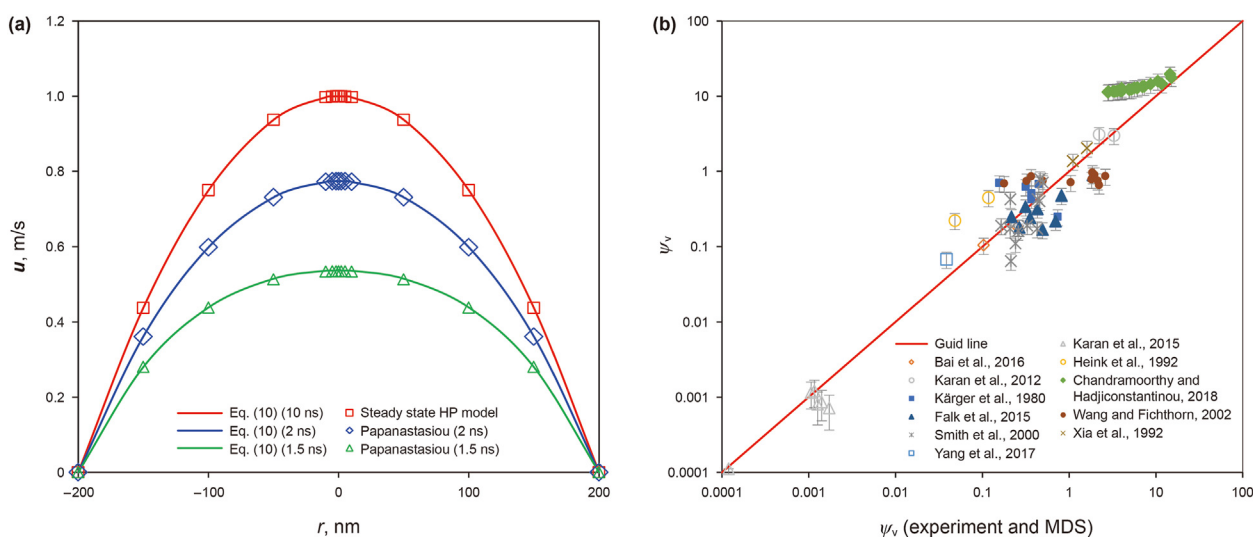 (a)
1.2
1.0
0.8
0.6
0.4
0.2
0
u, m/s
Eq. (10) (10 ns)
Eq. (10) (2 ns)
Eq. (10) (1.5 ns)
Steady state HP model
Papanastasiou (2 ns)
Papanastasiou (1.5 ns)
–200
–100
0
100
200
r, nm
(b)
100
10
1
0.1
0.01
0.001
0.0001
ψv
Guid line
Bai et al., 2016
Karan et al., 2012
Kärger et al., 1980
Falk et al., 2015
Smith et al., 2000
Yang et al., 2017
Karan et al., 2015
Heink et al., 1992
Chandramoorthy and
Hadjiconstantinou, 2018
Wang and Fichthorn, 2002
Xia et al., 1992
0.0001
0.001
0.01
0.1
1
10
100
ψv (experiment and MDS)